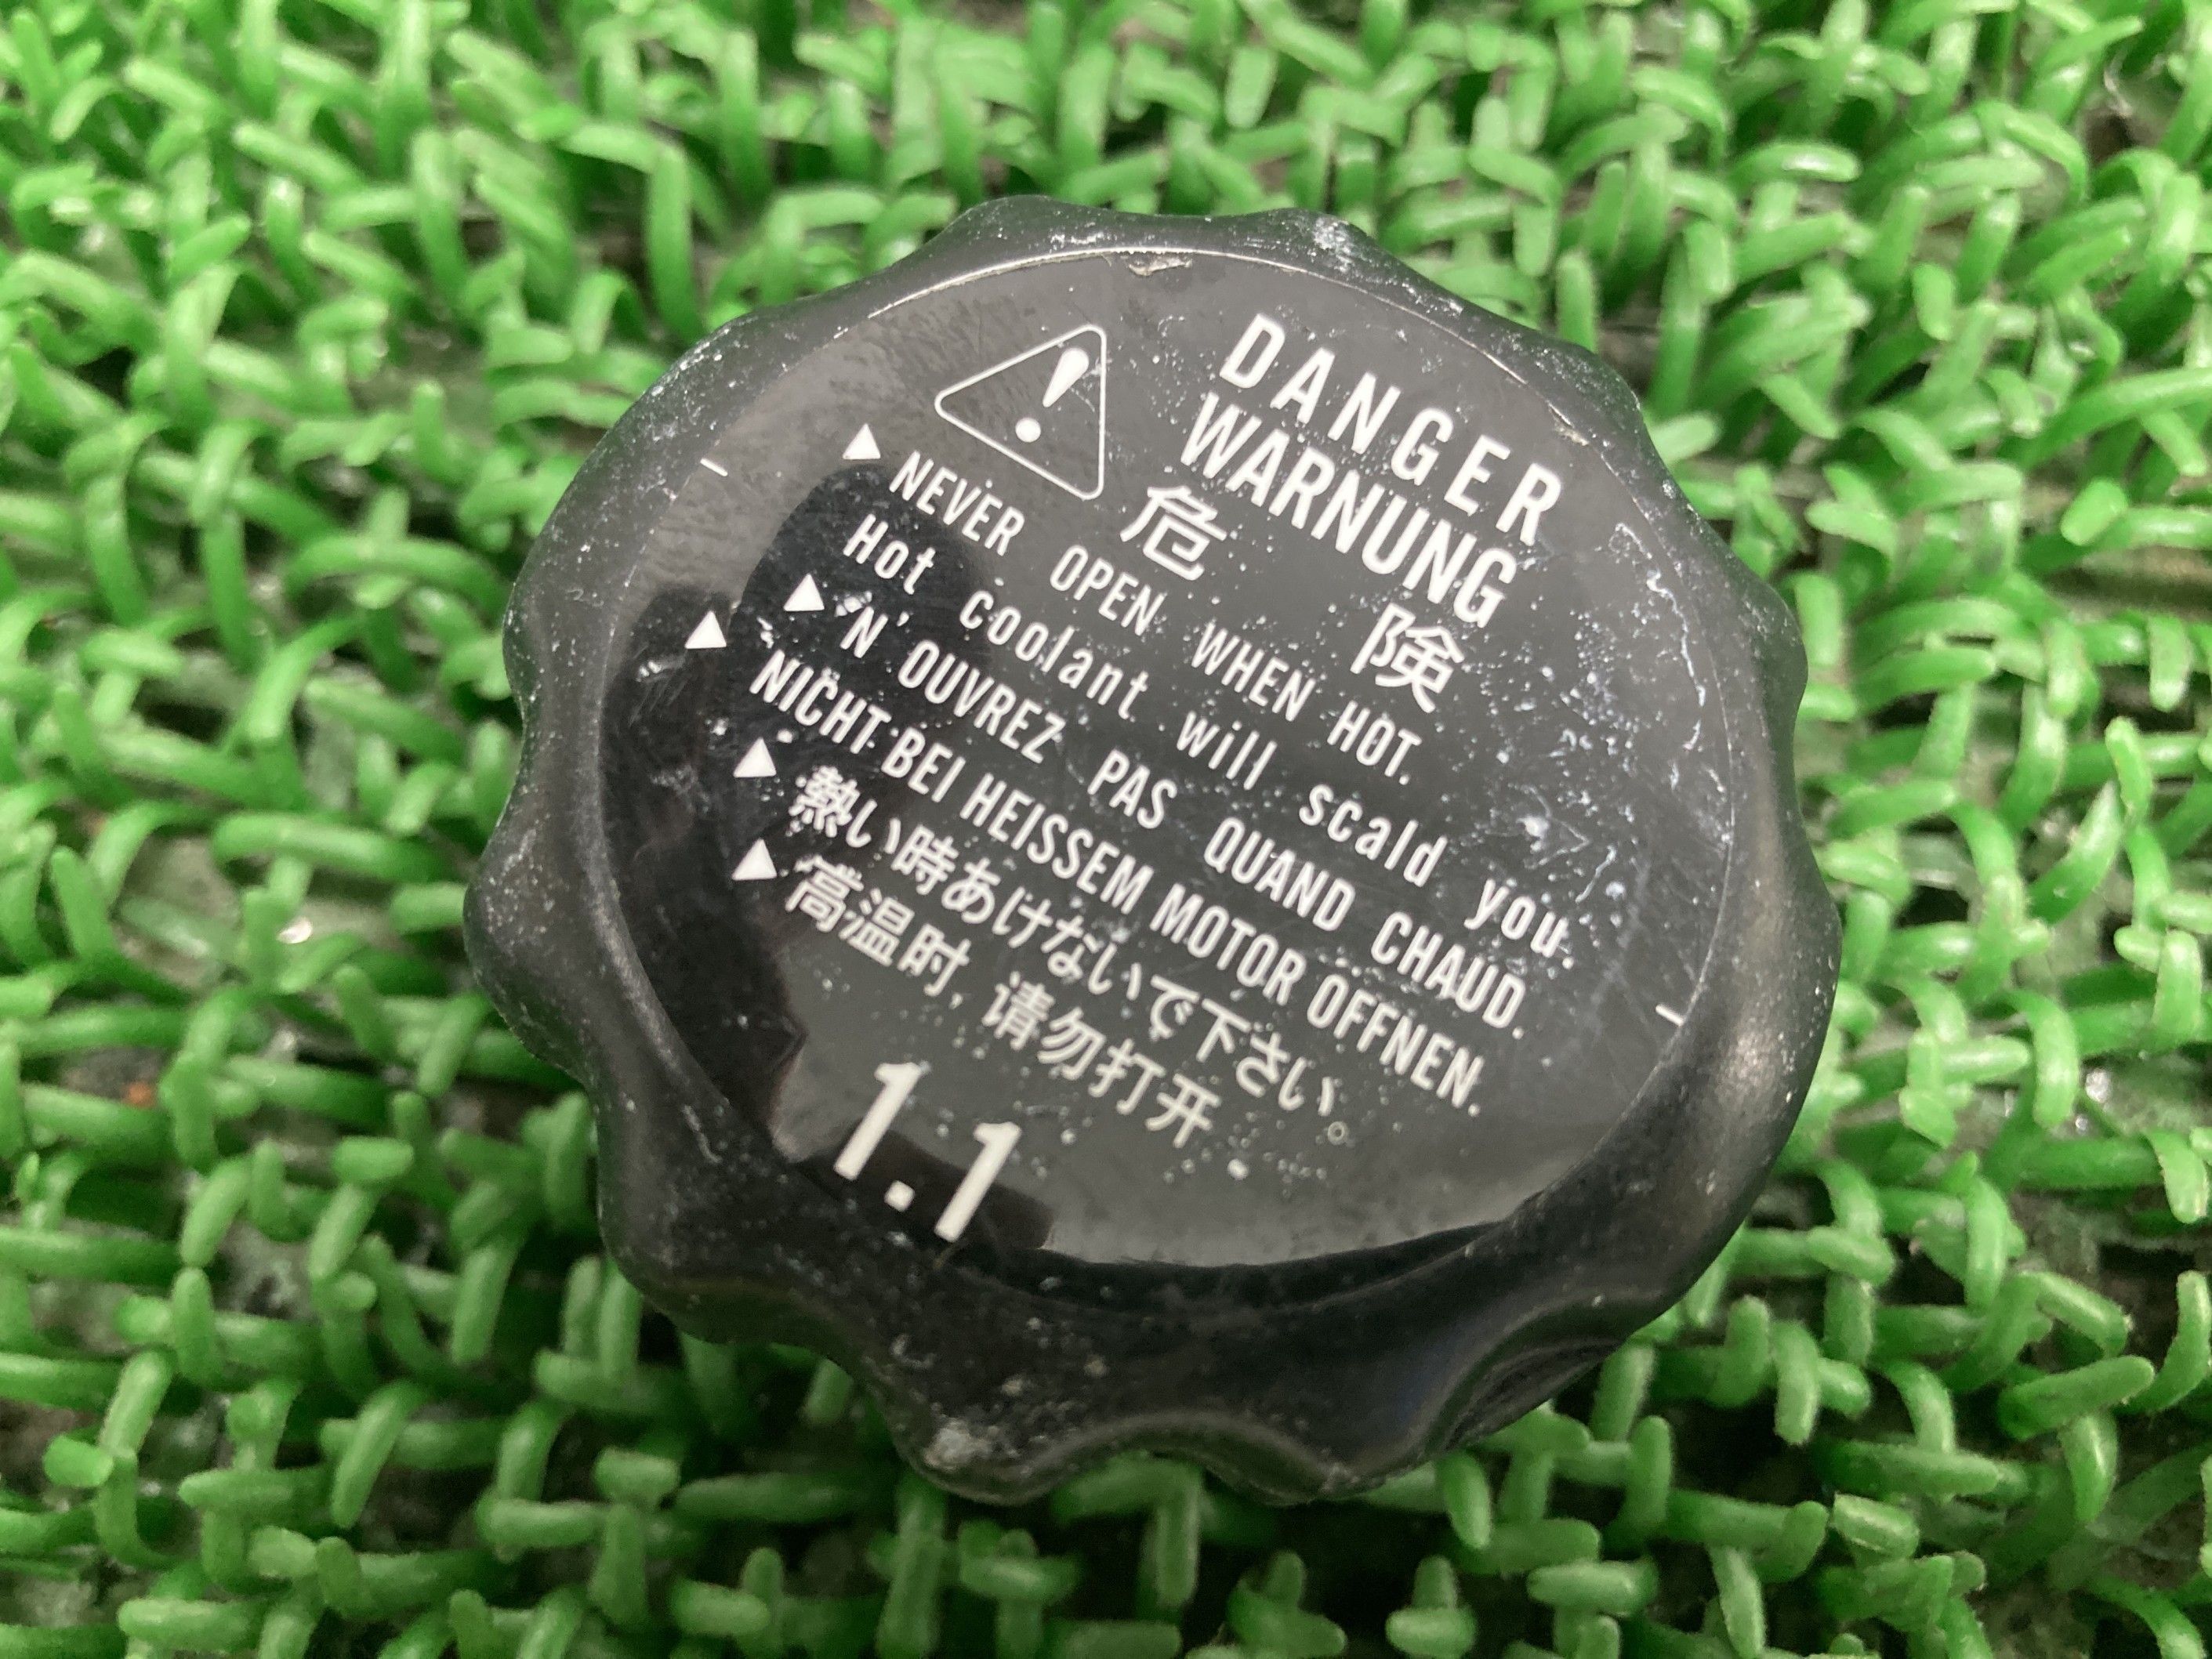 DANGER
WARNUNG
危険
NEVER OPEN WHEN HOT.
Hot coolant will scald you.
N'OUVREZ PAS QUAND CHAUD.
NICHT BEI HEISSEM MOTOR OFFNEN.
熱い時あけないで下さい。
高温时, 请勿打开
1.1